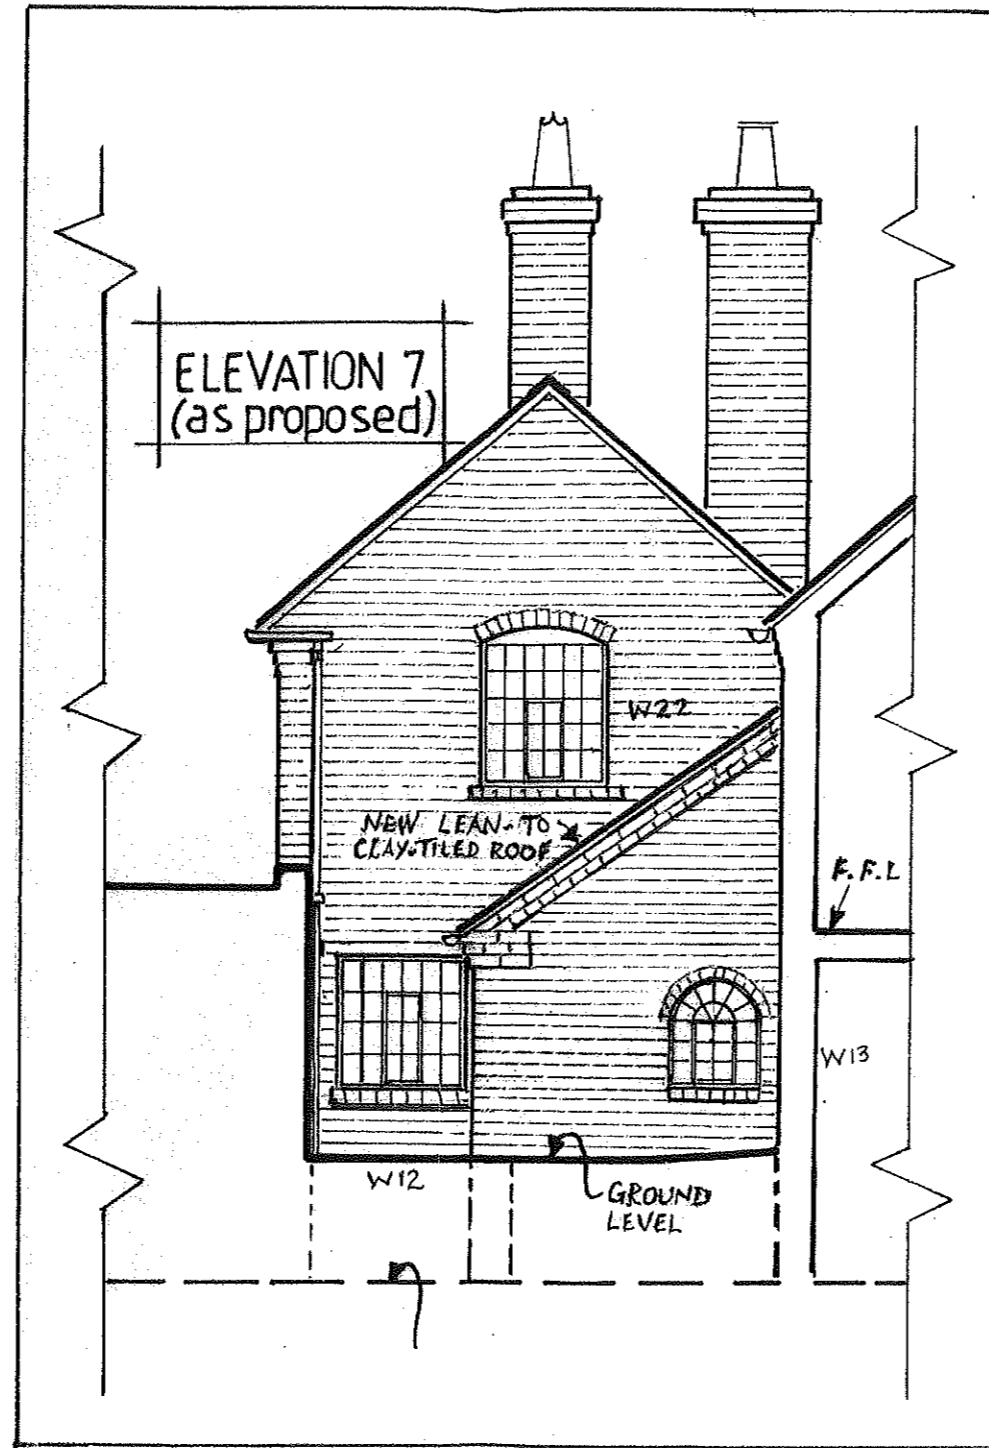 ELEVATION 7
(as proposed)
W22
NEW LEAN-TO
CLAY-TILED ROOF
F.F.L
W13
W12
GROUND
LEVEL